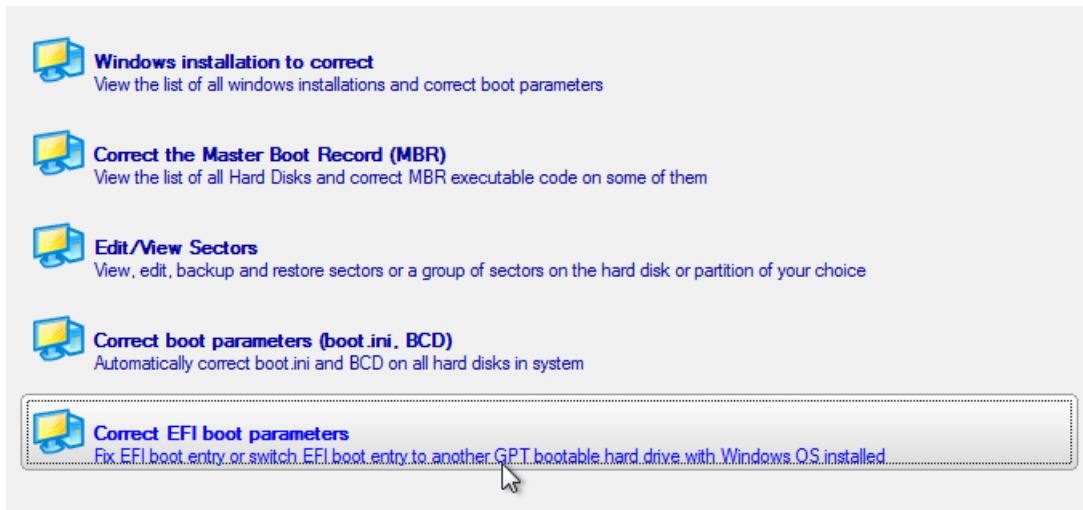 Windows installation to correct
View the list of all windows installations and correct boot parameters
Correct the Master Boot Record (MBR)
View the list of all Hard Disks and correct MBR executable code on some of them
Edit/View Sectors
View, edit, backup and restore sectors or a group of sectors on the hard disk or partition of your choice
Correct boot parameters (boot.ini, BCD)
Automatically correct boot.ini and BCD on all hard disks in system
Correct EFI boot parameters
Fix EFI boot entry or switch EFI boot entry to another GPT bootable hard drive with Windows OS installed